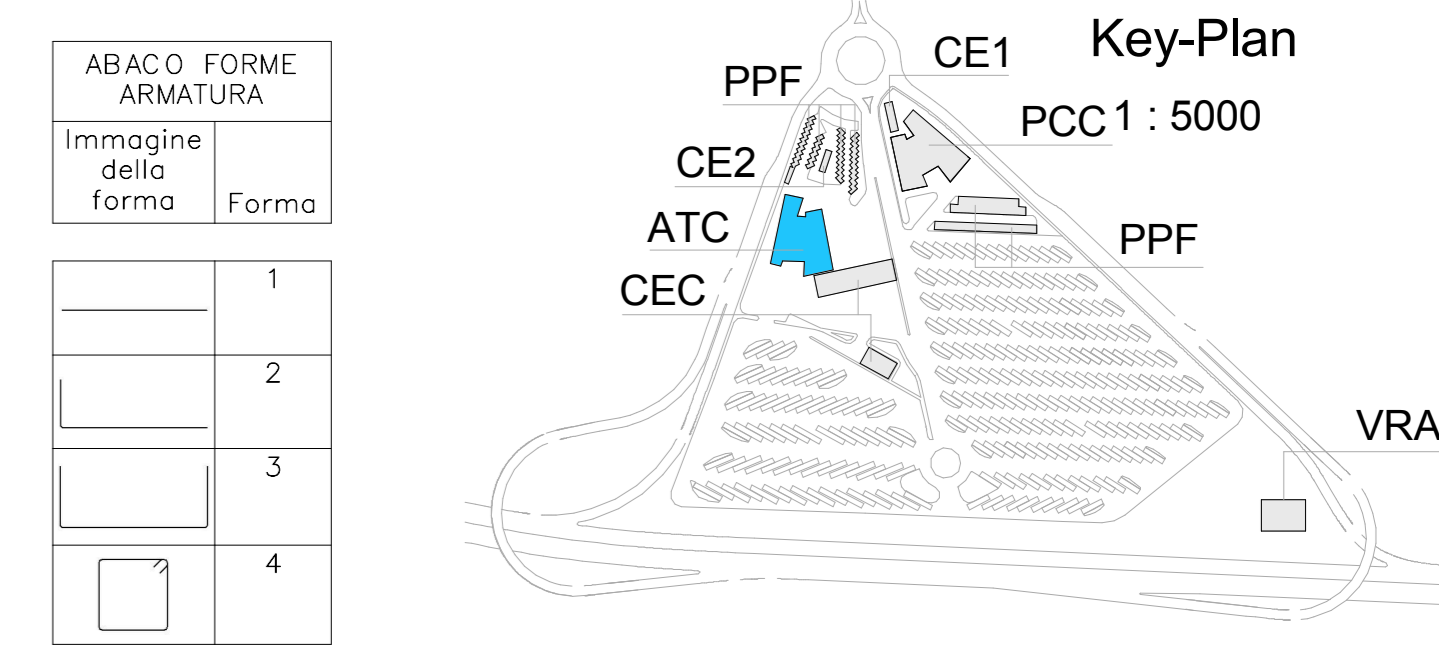 ABACO FORME
ARMATURA
Immagine
della
forma
Forma
1
2
3
4
Key-Plan
1 : 5000
CE1
PPF
PCC
CE2
ATC
PPF
CEC
VRA